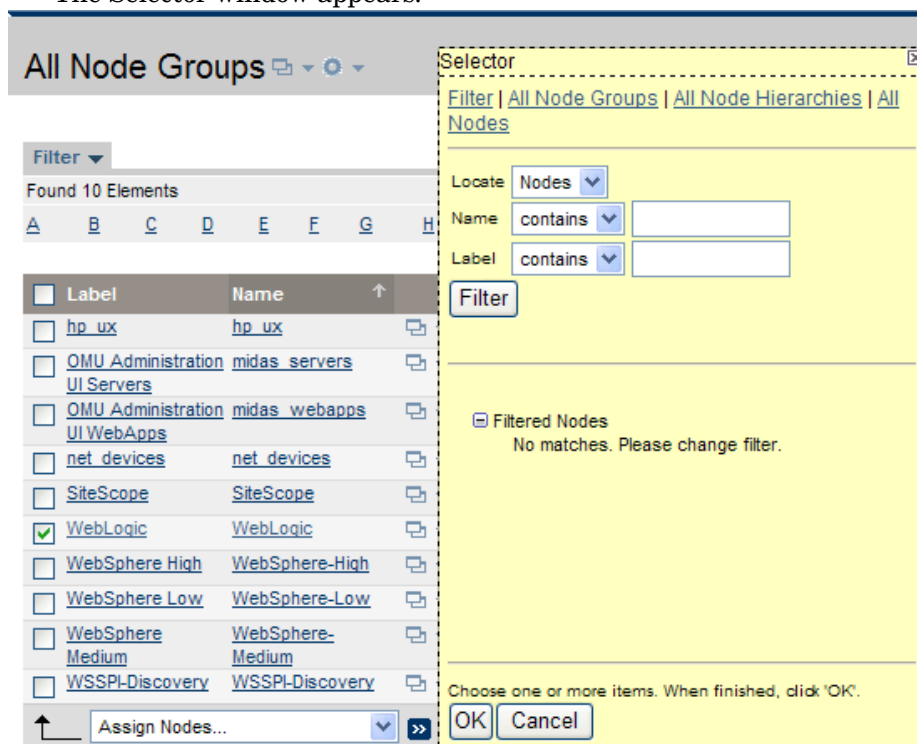 The Selector window appears.
All Node Groups
Filter
Found 10 Elements
A B C D E F G H
Label Name
hp_ux hp_ux
OMU Administration midas_servers
UI Servers
OMU Administration midas_webapps
UI WebApps
net_devices net_devices
SiteScope SiteScope
WebLogic WebLogic
WebSphere High WebSphere-High
WebSphere Low WebSphere-Low
WebSphere WebSphere-
Medium Medium
WSSPI-Discovery WSSPI-Discovery
Assign Nodes...
Selector
Filter | All Node Groups | All Node Hierarchies | All
Nodes
Locate Nodes
Name contains
Label contains
Filter
Filtered Nodes
No matches. Please change filter.
Choose one or more items. When finished, click 'OK'.
OK Cancel